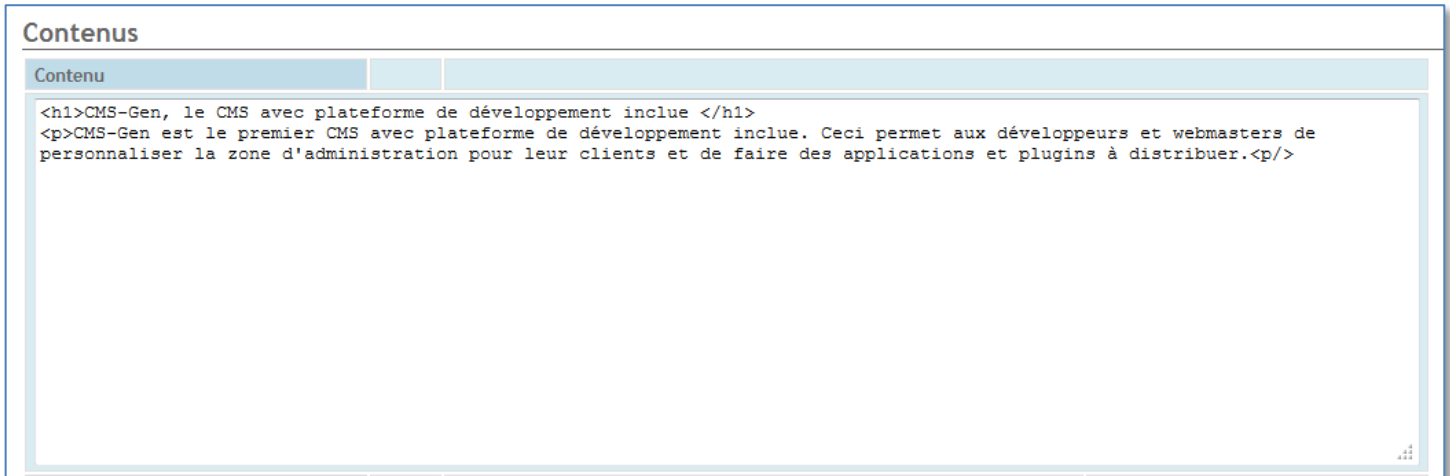 Contenus
Contenu
<h1>CMS-Gen, le CMS avec plateforme de développement inclue </h1>
<p>CMS-Gen est le premier CMS avec plateforme de développement inclue. Ceci permet aux développeurs et webmasters de
personnaliser la zone d'administration pour leur clients et de faire des applications et plugins à distribuer.<p/>